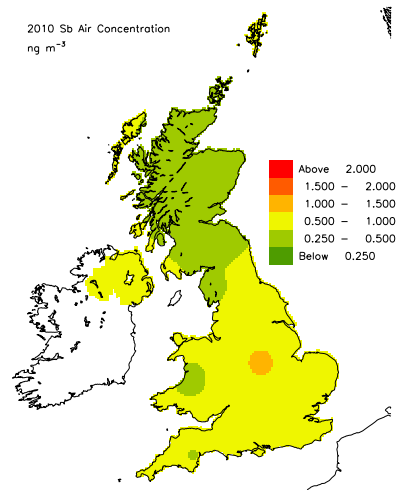 2010 Sb Air Concentration
ng m⁻³
Above 2.000
1.500 – 2.000
1.000 – 1.500
0.500 – 1.000
0.250 – 0.500
Below 0.250